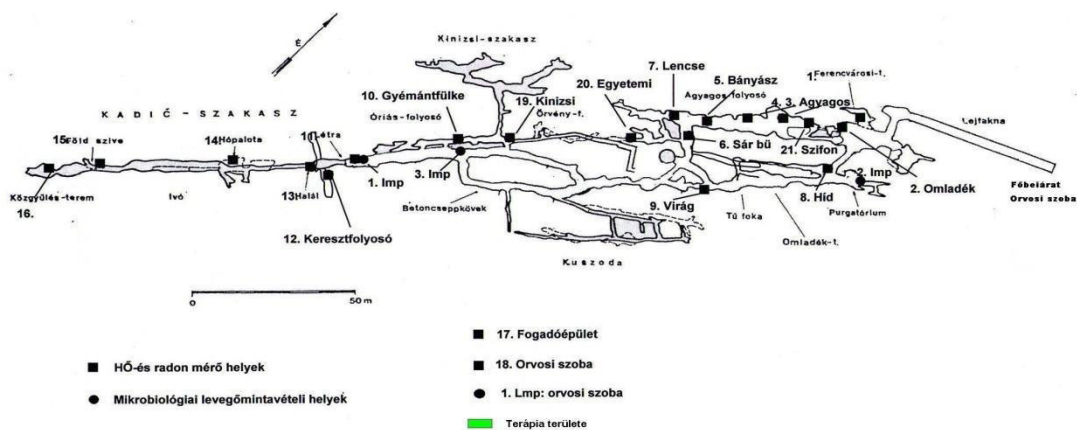 Kinizsi-szakasz
É
7. Lencse
5. Bányász
1.
Ferencvárosi-t.
20. Egyetemi
Agyagos folyosó
KADIĆ-SZAKASZ
10. Gyémántfülke
19. Kinizsi
4. 3. Agyagos
Óriás-folyosó
Örvény-f.
Lejfakna
15.
Föld szive
14.
Hópalota
11.
Létra
6. Sár bü
21. Szifon
1. Imp
3. Imp
2. Imp
2. Omladék
Főbejárat
Orvosi szoba
Közgyűlés-terem
16.
Ivó
13.
Halál
9. Virág
8. Híd
Purgatórium
Betoncseppkövek
Tű foka
12. Keresztfolyosó
Omladék-t.
Kuszoda
0
50 m
17. Fogadóépület
HŐ-és radon mérő helyek
18. Orvosi szoba
Mikrobiológiai levegőmintavételi helyek
1. Lmp: orvosi szoba
Terápia területe